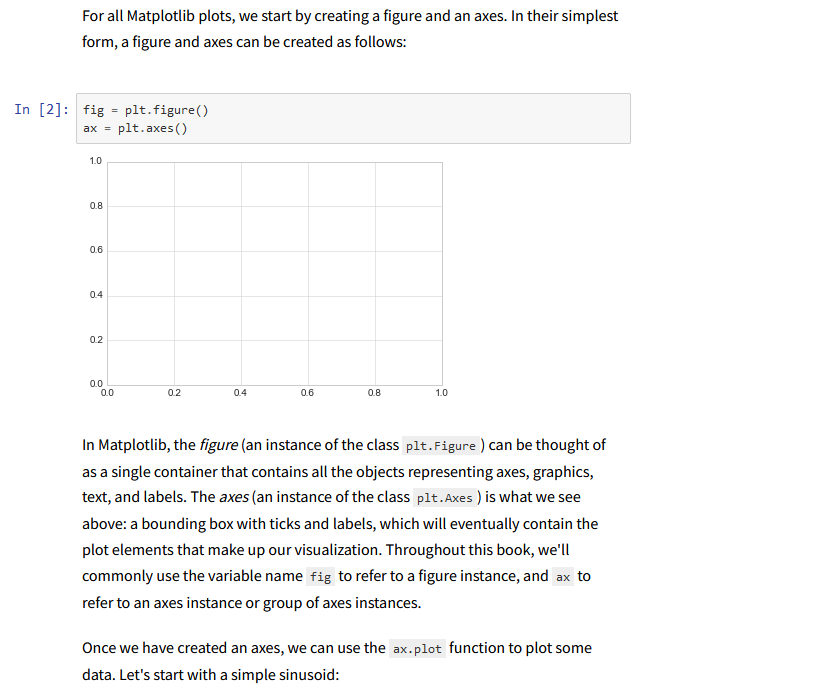 For all Matplotlib plots, we start by creating a figure and an axes. In their simplest
form, a figure and axes can be created as follows:
In [2]: fig = plt.figure()
ax = plt.axes()
1.0
0.8
0.6
0.4
0.2
0.0
0.0 0.2 0.4 0.6 0.8 1.0
In Matplotlib, the figure (an instance of the class plt.Figure ) can be thought of
as a single container that contains all the objects representing axes, graphics,
text, and labels. The axes (an instance of the class plt.Axes ) is what we see
above: a bounding box with ticks and labels, which will eventually contain the
plot elements that make up our visualization. Throughout this book, we'll
commonly use the variable name fig to refer to a figure instance, and ax to
refer to an axes instance or group of axes instances.
Once we have created an axes, we can use the ax.plot function to plot some
data. Let's start with a simple sinusoid: